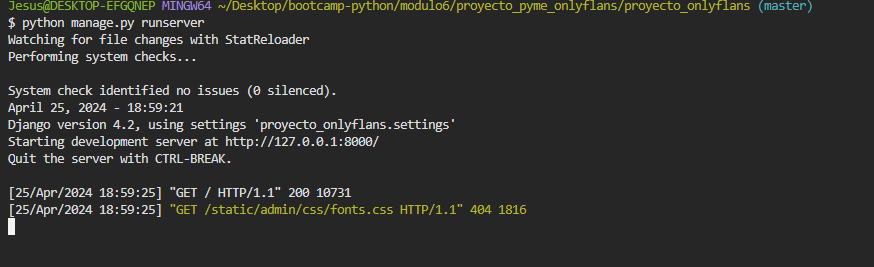 Jesus@DESKTOP-EFGQNEP MINGW64 ~/Desktop/bootcamp-python/modulo6/proyecto_pyme_onlyflans/proyecto_onlyflans (master)
$ python manage.py runserver
Watching for file changes with StatReloader
Performing system checks...

System check identified no issues (0 silenced).
April 25, 2024 - 18:59:21
Django version 4.2, using settings 'proyecto_onlyflans.settings'
Starting development server at http://127.0.0.1:8000/
Quit the server with CTRL-BREAK.

[25/Apr/2024 18:59:25] "GET / HTTP/1.1" 200 10731
[25/Apr/2024 18:59:25] "GET /static/admin/css/fonts.css HTTP/1.1" 404 1816